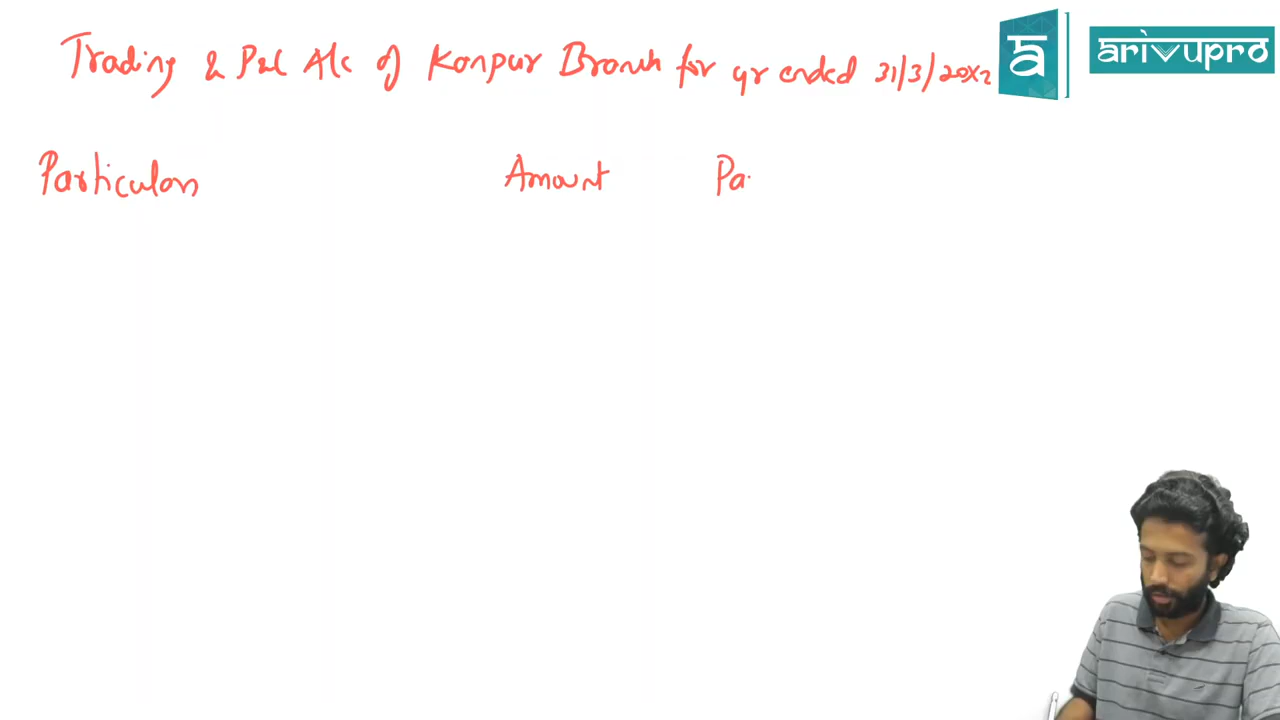 Trading & P&L A/c of Kanpur Branch for yr ended 31/3/20X2
arivupro
Particulars Amount Pa